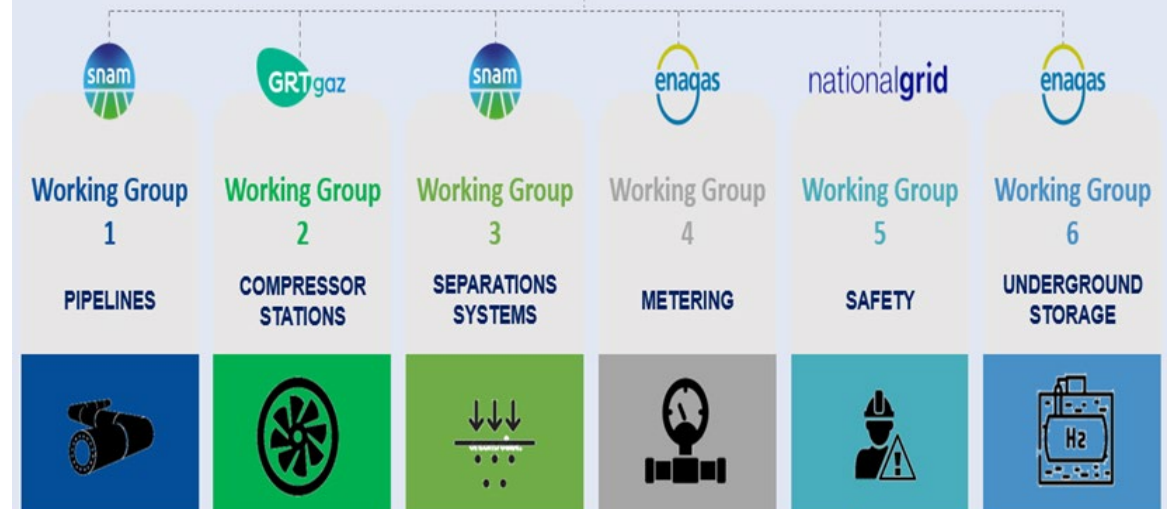 snam
GRTgaz
snam
enagas
nationalgrid
enagas
Working Group
1
PIPELINES
Working Group
2
COMPRESSOR
STATIONS
Working Group
3
SEPARATIONS
SYSTEMS
Working Group
4
METERING
Working Group
5
SAFETY
Working Group
6
UNDERGROUND
STORAGE
H2